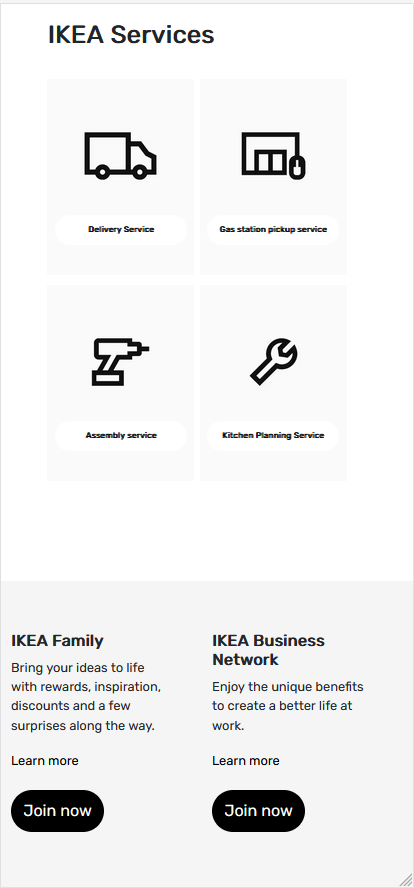 IKEA Services
Delivery Service
Gas station pickup service
Assembly service
Kitchen Planning Service
IKEA Family
Bring your ideas to life
with rewards, inspiration,
discounts and a few
surprises along the way.
Learn more
Join now
IKEA Business
Network
Enjoy the unique benefits
to create a better life at
work.
Learn more
Join now